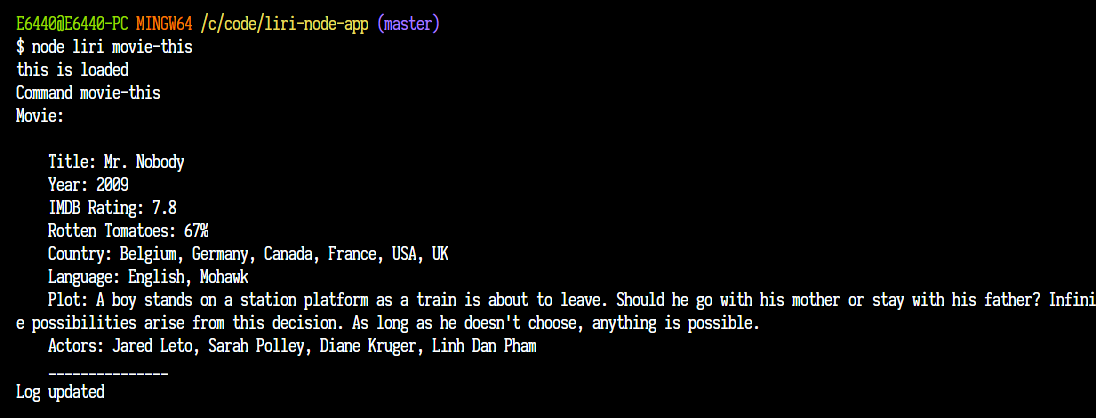 E6440@E6440-PC MINGW64 /c/code/liri-node-app (master)
$ node liri movie-this
this is loaded
Command movie-this
Movie:
Title: Mr. Nobody
Year: 2009
IMDB Rating: 7.8
Rotten Tomatoes: 67%
Country: Belgium, Germany, Canada, France, USA, UK
Language: English, Mohawk
Plot: A boy stands on a station platform as a train is about to leave. Should he go with his mother or stay with his father? Infini
e possibilities arise from this decision. As long as he doesn't choose, anything is possible.
Actors: Jared Leto, Sarah Polley, Diane Kruger, Linh Dan Pham
_______________
Log updated